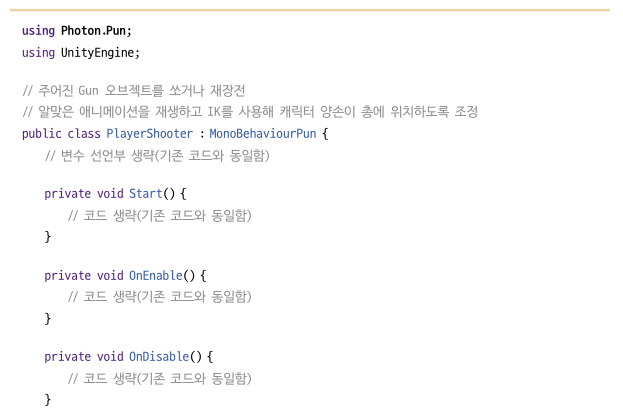 using Photon.Pun;
using UnityEngine;
// 주어진 Gun 오브젝트를 쏘거나 재장전
// 알맞은 애니메이션을 재생하고 IK를 사용해 캐릭터 양손이 총에 위치하도록 조정
public class PlayerShooter : MonoBehaviourPun {
// 변수 선언부 생략(기존 코드와 동일함)
private void Start() {
// 코드 생략(기존 코드와 동일함)
}
private void OnEnable() {
// 코드 생략(기존 코드와 동일함)
}
private void OnDisable() {
// 코드 생략(기존 코드와 동일함)
}